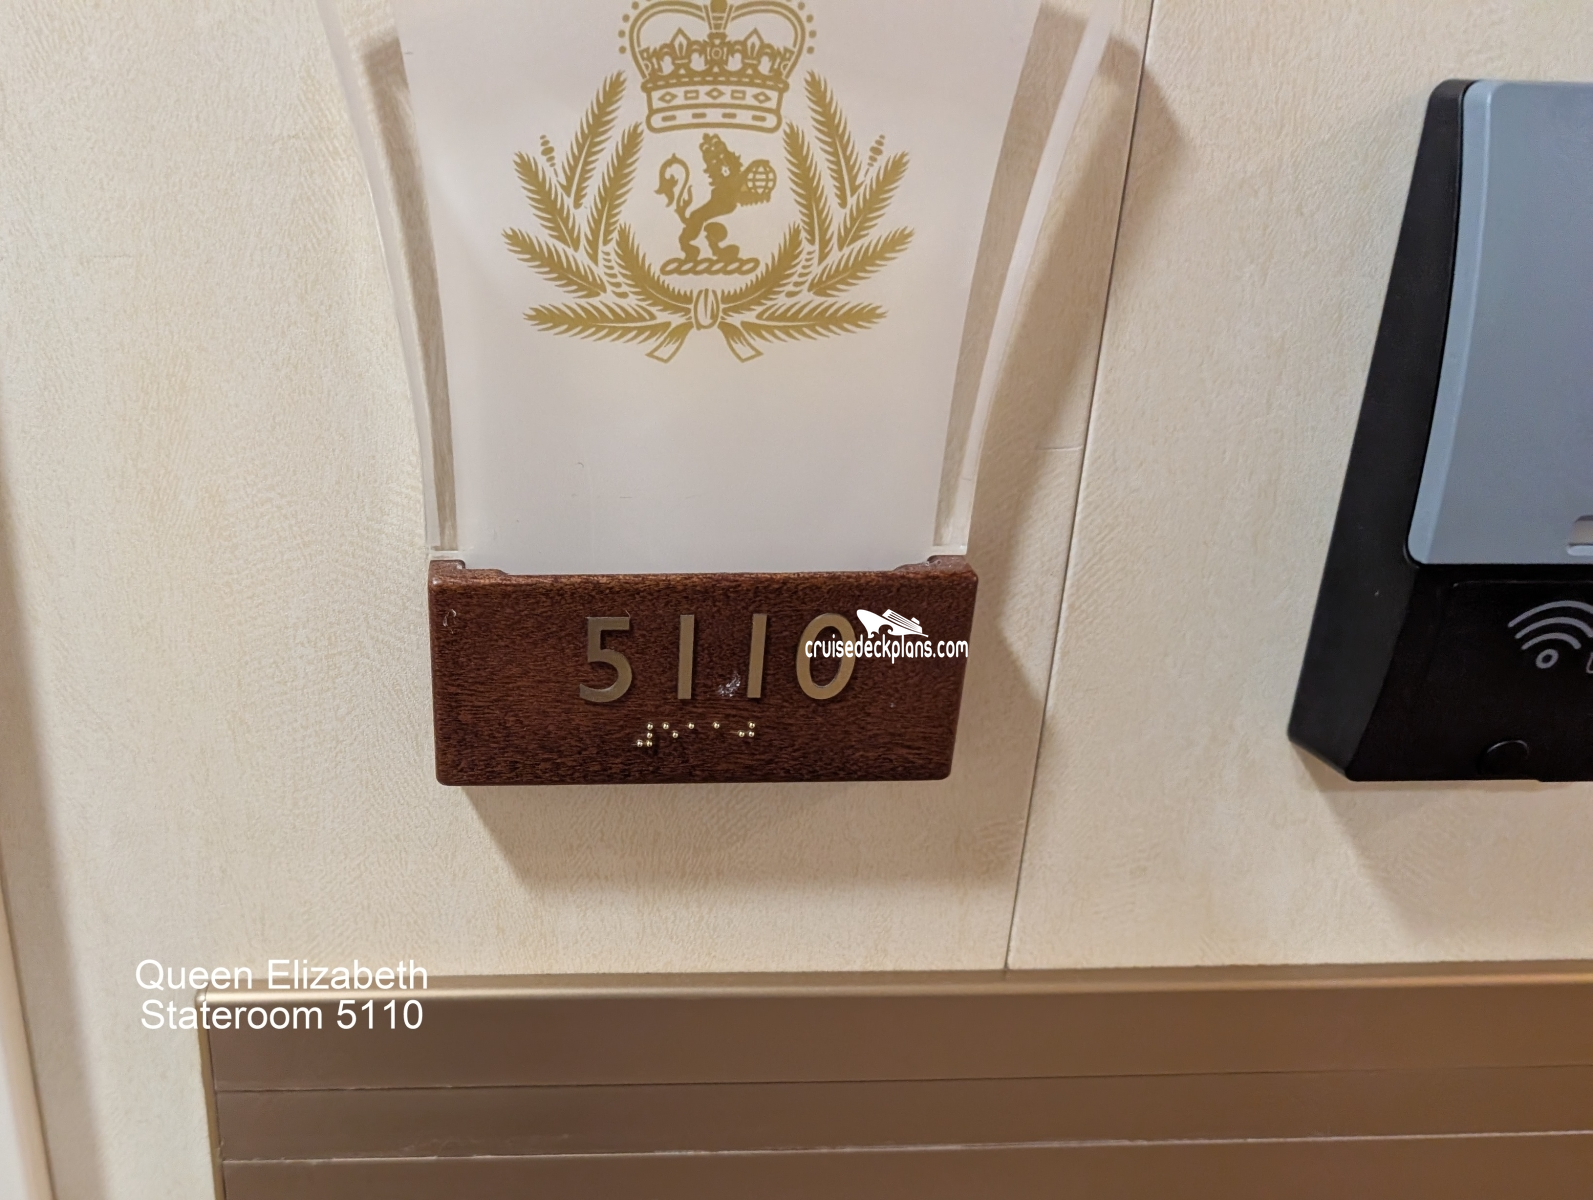 5110
cruisedeckplans.com
Queen Elizabeth
Stateroom 5110